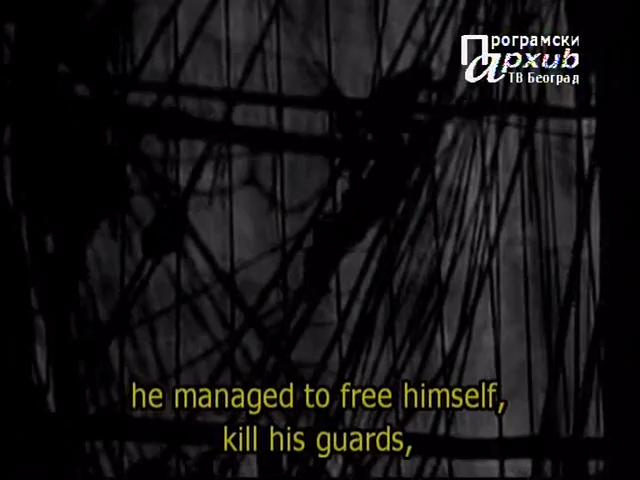 Програмски
архив
ТВ Београд
he managed to free himself,
kill his guards,